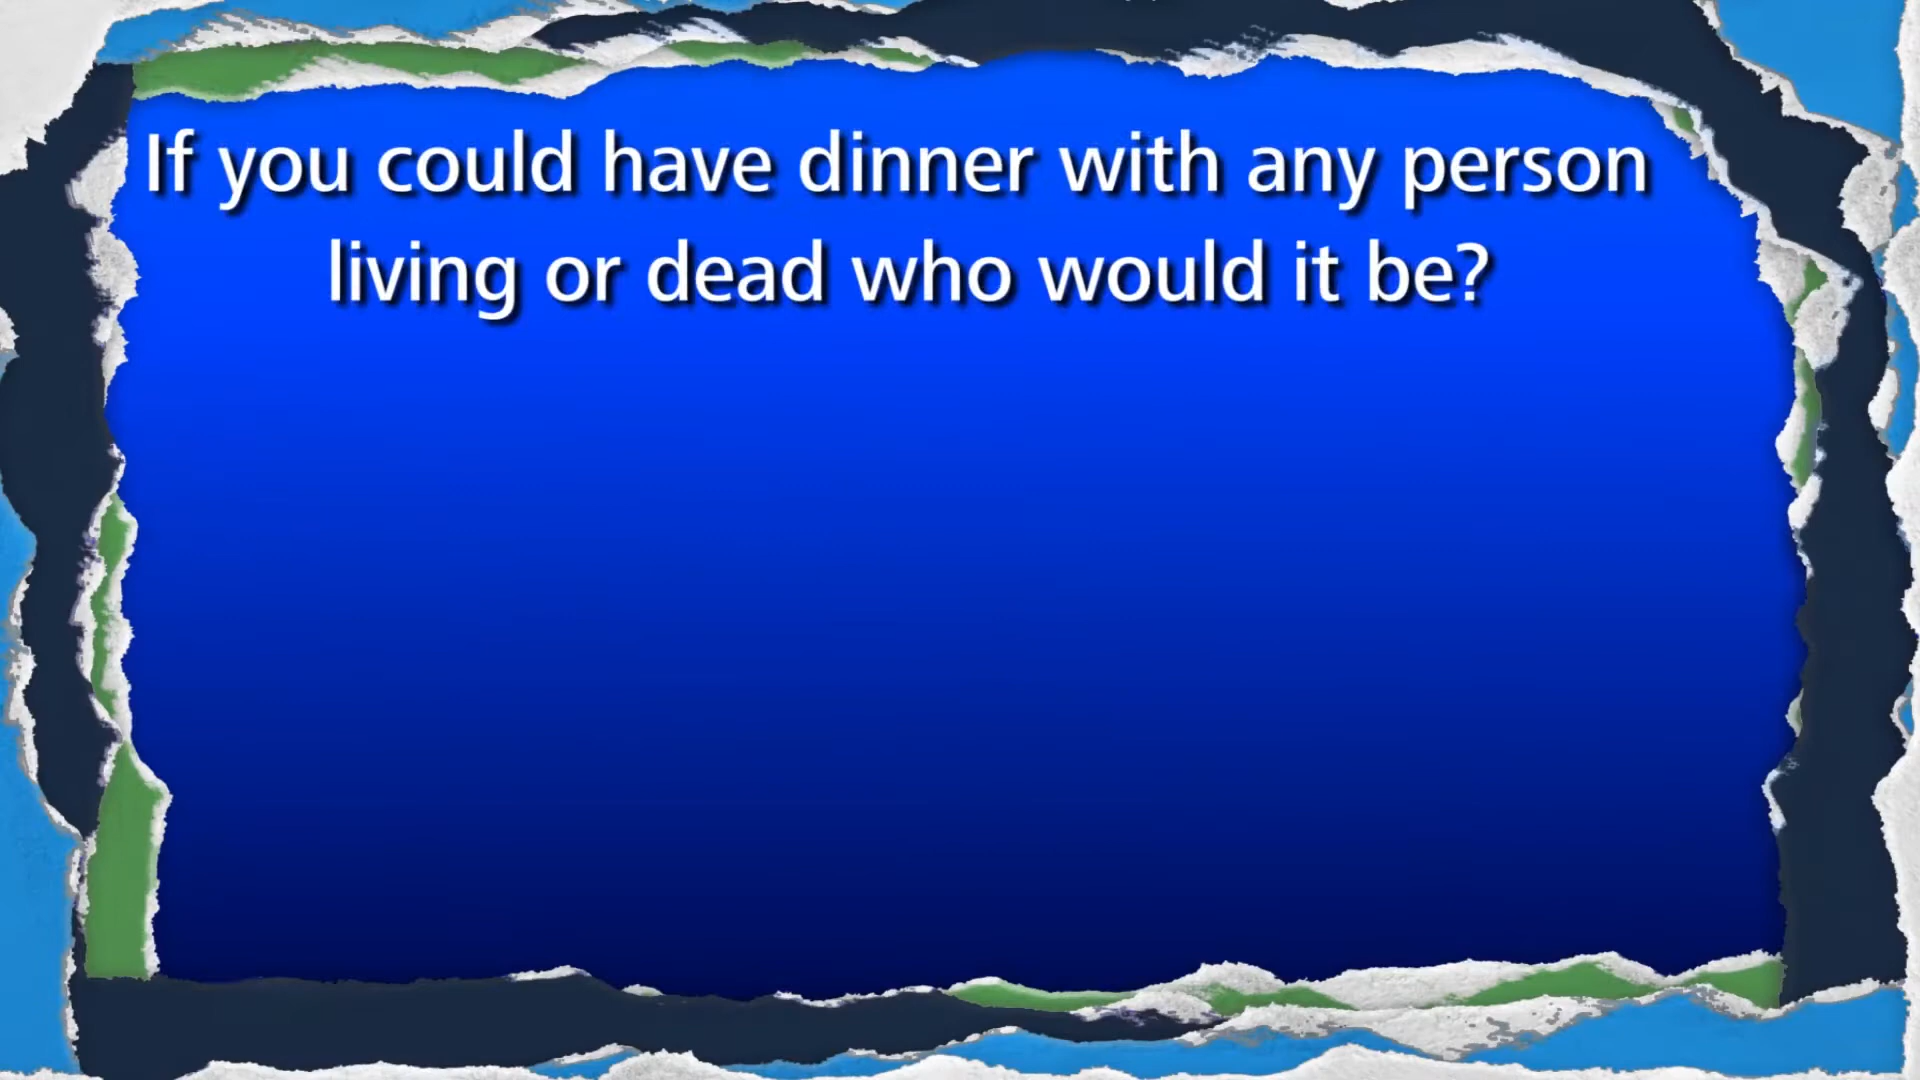 If you could have dinner with any person
living or dead who would it be?